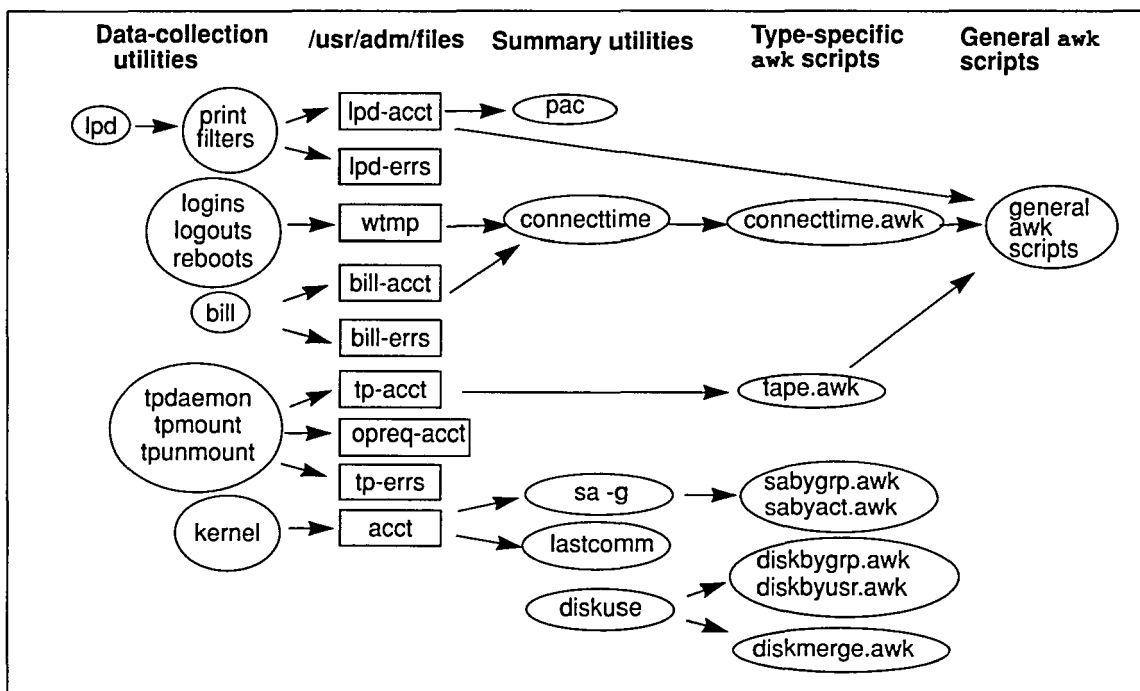 Data-collection utilities
/usr/adm/files
Summary utilities
Type-specific awk scripts
General awk scripts
lpd
print
filters
lpd-acct
pac
lpd-errs
logins
logouts
reboots
wtmp
connecttime
connecttime.awk
general
awk
scripts
bill
bill-acct
bill-errs
tpdaemon
tpmount
tpunmount
tp-acct
tape.awk
opreq-acct
tp-errs
kernel
acct
sa -g
sabygrp.awk
sabyact.awk
lastcomm
diskuse
diskbygrp.awk
diskbyusr.awk
diskmerge.awk